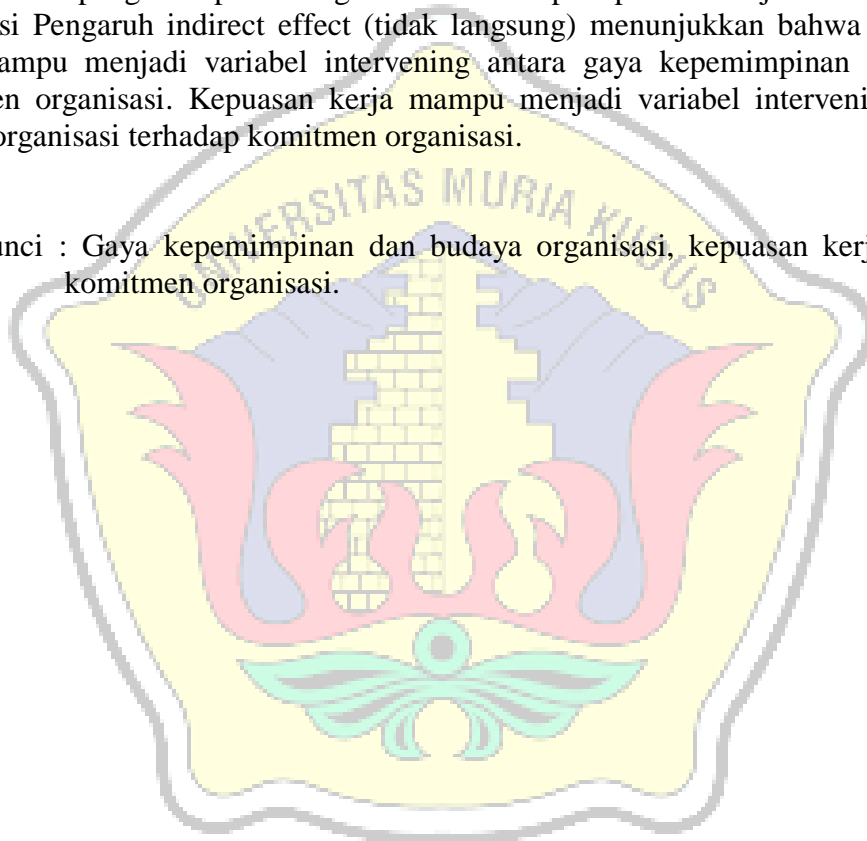 si Pengaruh indirect effect (tidak langsung) menunjukkan bahwa
mampu menjadi variabel intervening antara gaya kepemimpinan
en organisasi. Kepuasan kerja mampu menjadi variabel interveni
organisasi terhadap komitmen organisasi.
UNIVERSITAS MURIA KUDUS
unci : Gaya kepemimpinan dan budaya organisasi, kepuasan kerj
komitmen organisasi.